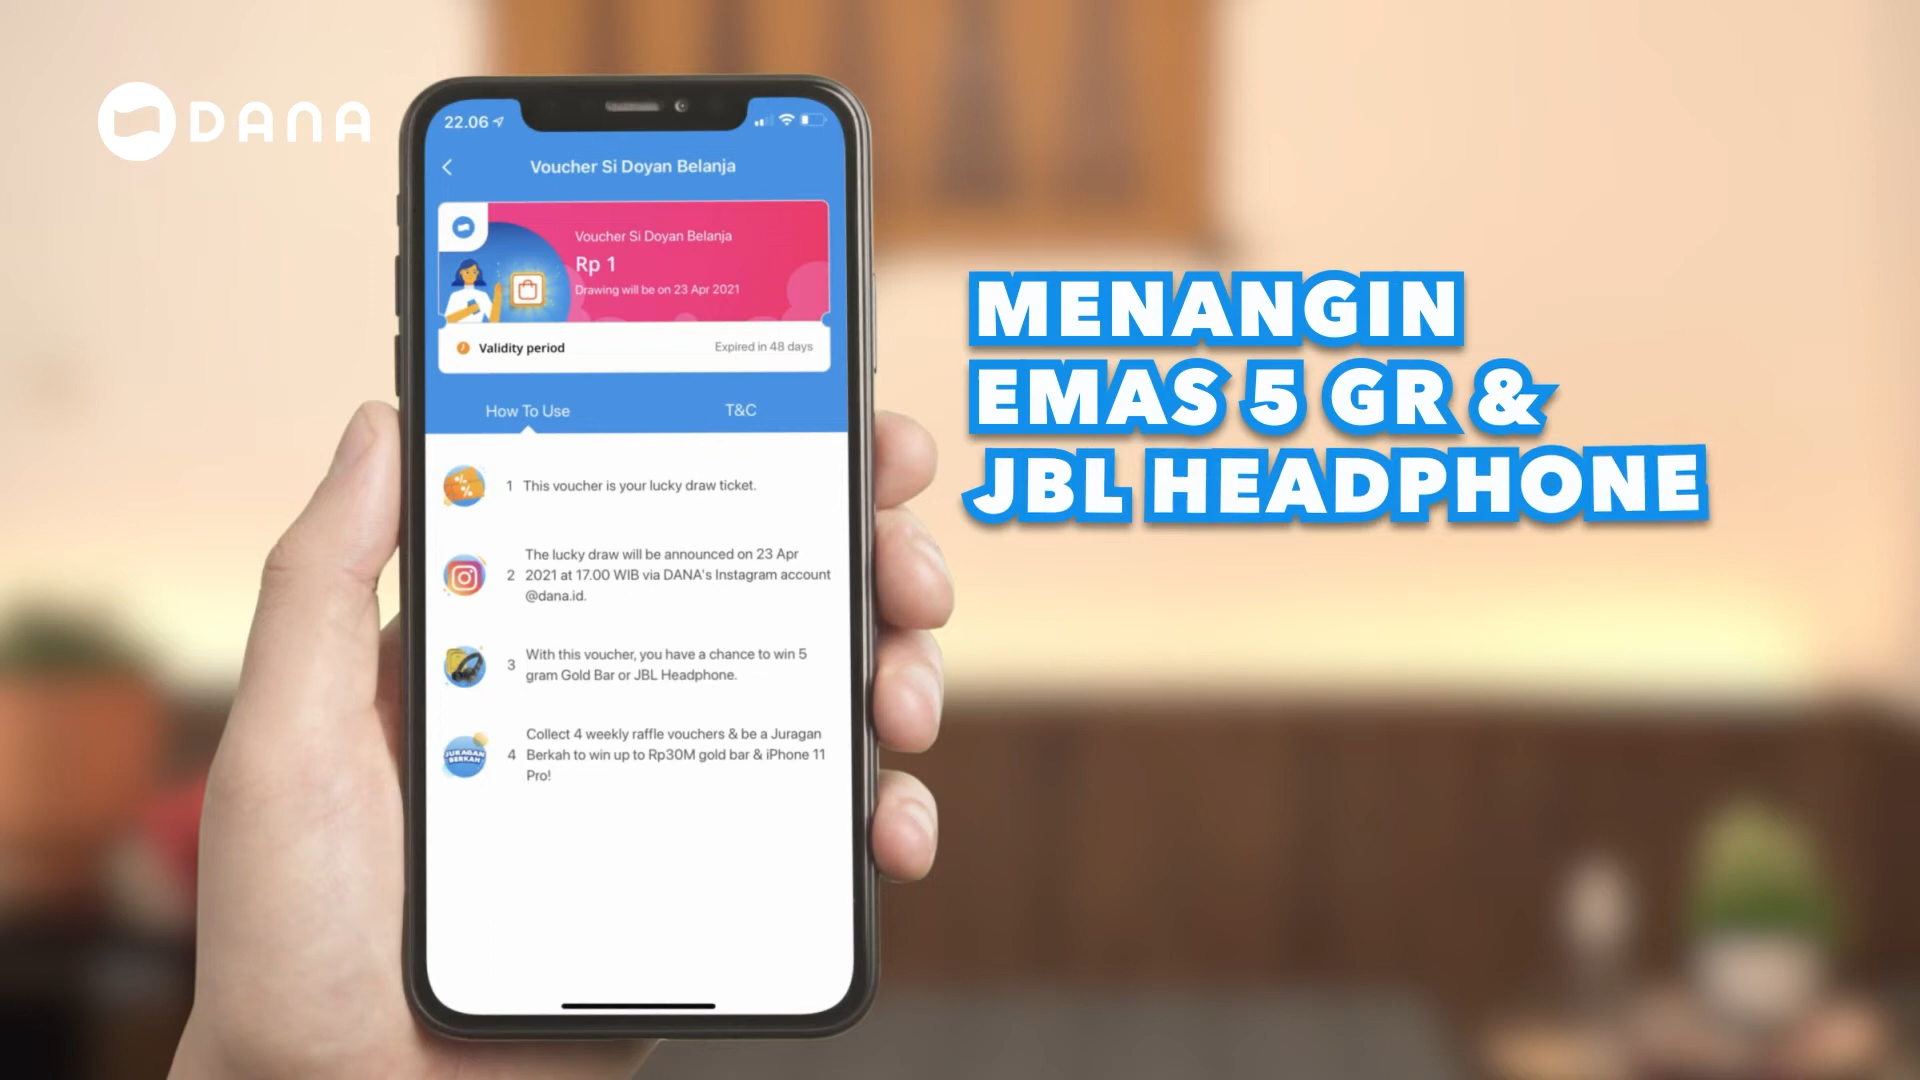 DANA
22.06
Voucher Si Doyan Belanja
Voucher Si Doyan Belanja
Rp 1
Drawing will be on 23 Apr 2021
Validity period
Expired in 48 days
How To Use
T&C
1 This voucher is your lucky draw ticket.
The lucky draw will be announced on 23 Apr
2 2021 at 17.00 WIB via DANA's Instagram account
@dana.id.
3 With this voucher, you have a chance to win 5
gram Gold Bar or JBL Headphone.
Collect 4 weekly raffle vouchers & be a Juragan
4 Berkah to win up to Rp30M gold bar & iPhone 11
Pro!
JURAGAN
BERKAH
MENANGIN
EMAS 5 GR &
JBL HEADPHONE